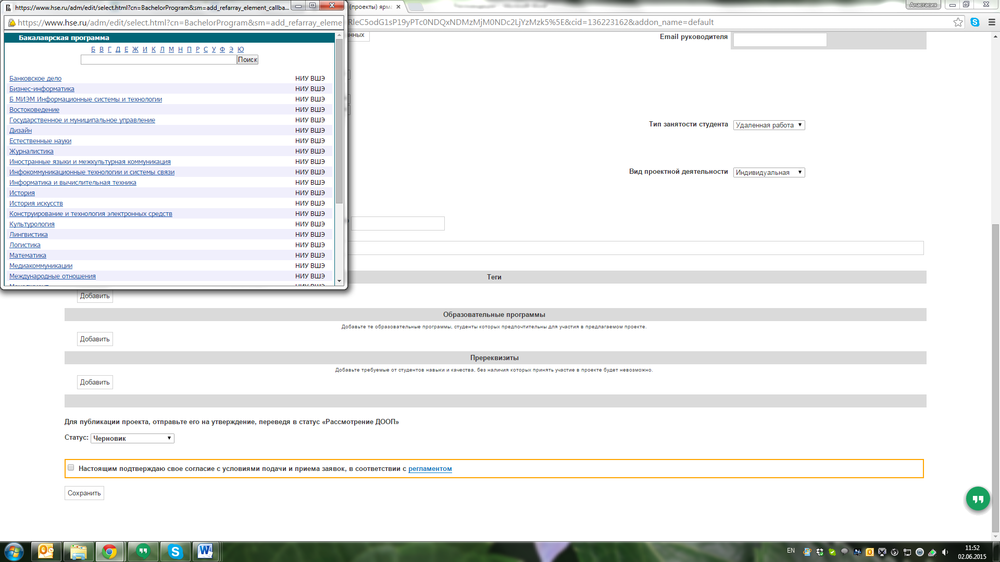 https://www.hse.ru/adm/edit/select.html?cn=BachelorProgram&sm=add_refarray_element_callba...
(проекты) ярма
Анастасия
https://www.hse.ru/adm/edit/select.html?cn=BachelorProgram&sm=add_refarray_eleme
RleC5odG1sP19yPTc0NDQxNDMzMjM0NDc2LjYzMzk5%5E&cid=136223162&addon_name=default
Бакалаврская программа
Б В Г Д Е Ж И К Л М Н П Р С У Ф Э Ю
Поиск
Банковское дело НИУ ВШЭ
Бизнес-информатика НИУ ВШЭ
Б МИЭМ Информационные системы и технологии НИУ ВШЭ
Востоковедение НИУ ВШЭ
Государственное и муниципальное управление НИУ ВШЭ
Дизайн НИУ ВШЭ
Естественные науки НИУ ВШЭ
Журналистика НИУ ВШЭ
Иностранные языки и межкультурная коммуникация НИУ ВШЭ
Инфокоммуникационные технологии и системы связи НИУ ВШЭ
Информатика и вычислительная техника НИУ ВШЭ
История НИУ ВШЭ
История искусств НИУ ВШЭ
Конструирование и технология электронных средств НИУ ВШЭ
Культурология НИУ ВШЭ
Лингвистика НИУ ВШЭ
Логистика НИУ ВШЭ
Математика НИУ ВШЭ
Медиакоммуникации НИУ ВШЭ
Международные отношения НИУ ВШЭ
Менеджмент НИУ ВШЭ
нных
Email руководителя
Тип занятости студента Удаленная работа
Вид проектной деятельности Индивидуальная
Теги
Добавить
Образовательные программы
Добавьте те образовательные программы, студенты которых предпочтительны для участия в предлагаемом проекте.
Добавить
Пререквизиты
Добавьте требуемые от студентов навыки и качества, без наличия которых принять участие в проекте будет невозможно.
Добавить
Для публикации проекта, отправьте его на утверждение, переведя в статус «Рассмотрение ДООП»
Статус: Черновик
Настоящим подтверждаю свое согласие с условиями подачи и приема заявок, в соответствии с регламентом
Сохранить
EN
11:52
02.06.2015